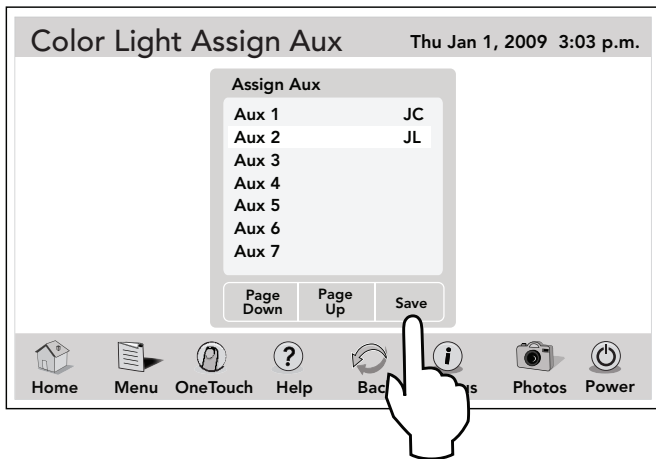 Color Light Assign Aux
Thu Jan 1, 2009 3:03 p.m.
Assign Aux
Aux 1 JC
Aux 2 JL
Aux 3
Aux 4
Aux 5
Aux 6
Aux 7
Page Down
Page Up
Save
Home Menu OneTouch Help Photos Power